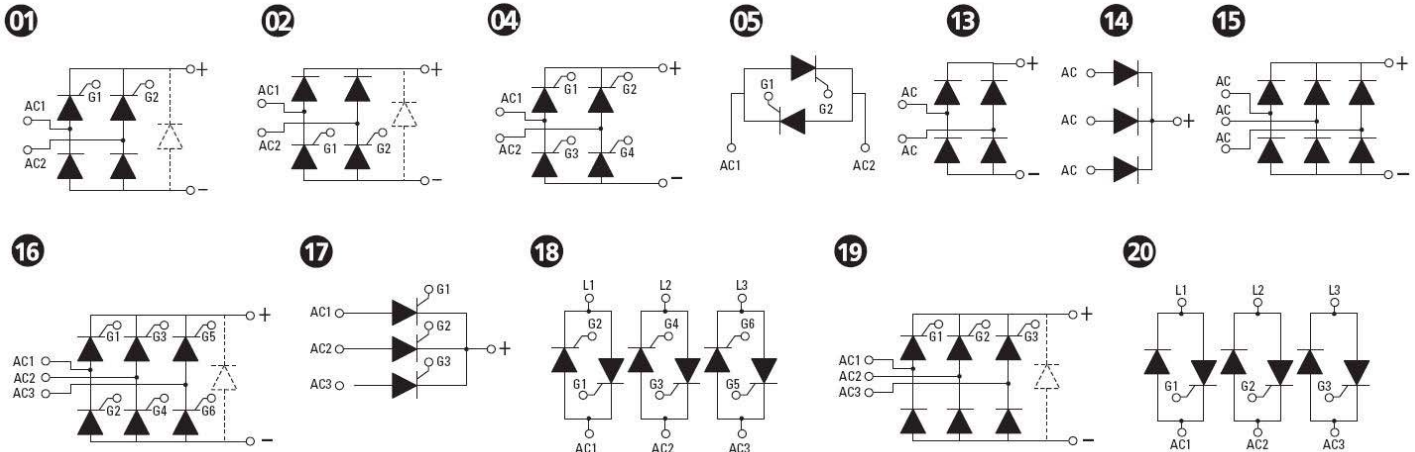 01
G1
G2
+
AC1
AC2
−
02
+
AC1
AC2
G1
G2
−
04
+
G1
G2
AC1
AC2
G3
G4
−
05
G1
G2
AC1
AC2
13
+
AC
AC
−
14
AC
AC
+
AC
15
+
AC
AC
AC
−
16
+
G1
G3
G5
AC1
AC2
AC3
G2
G4
G6
−
17
G1
AC1
G2
AC2
+
G3
AC3
18
L1
L2
L3
G2
G4
G6
G1
G3
G5
AC1
AC2
AC3
19
+
G1
G2
G3
AC1
AC2
AC3
−
20
L1
L2
L3
G1
G2
G3
AC1
AC2
AC3